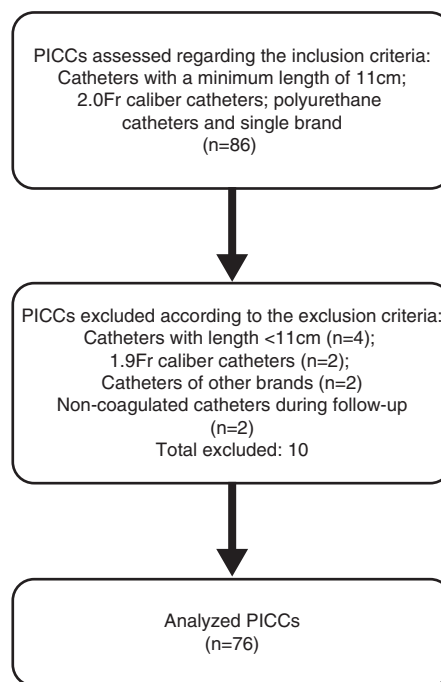 PICCs assessed regarding the inclusion criteria:
Catheters with a minimum length of 11cm;
2.0Fr caliber catheters; polyurethane
catheters and single brand
(n=86)
PICCs excluded according to the exclusion criteria:
Catheters with length <11cm (n=4);
1.9Fr caliber catheters (n=2);
Catheters of other brands (n=2)
Non-coagulated catheters during follow-up
(n=2)
Total excluded: 10
Analyzed PICCs
(n=76)